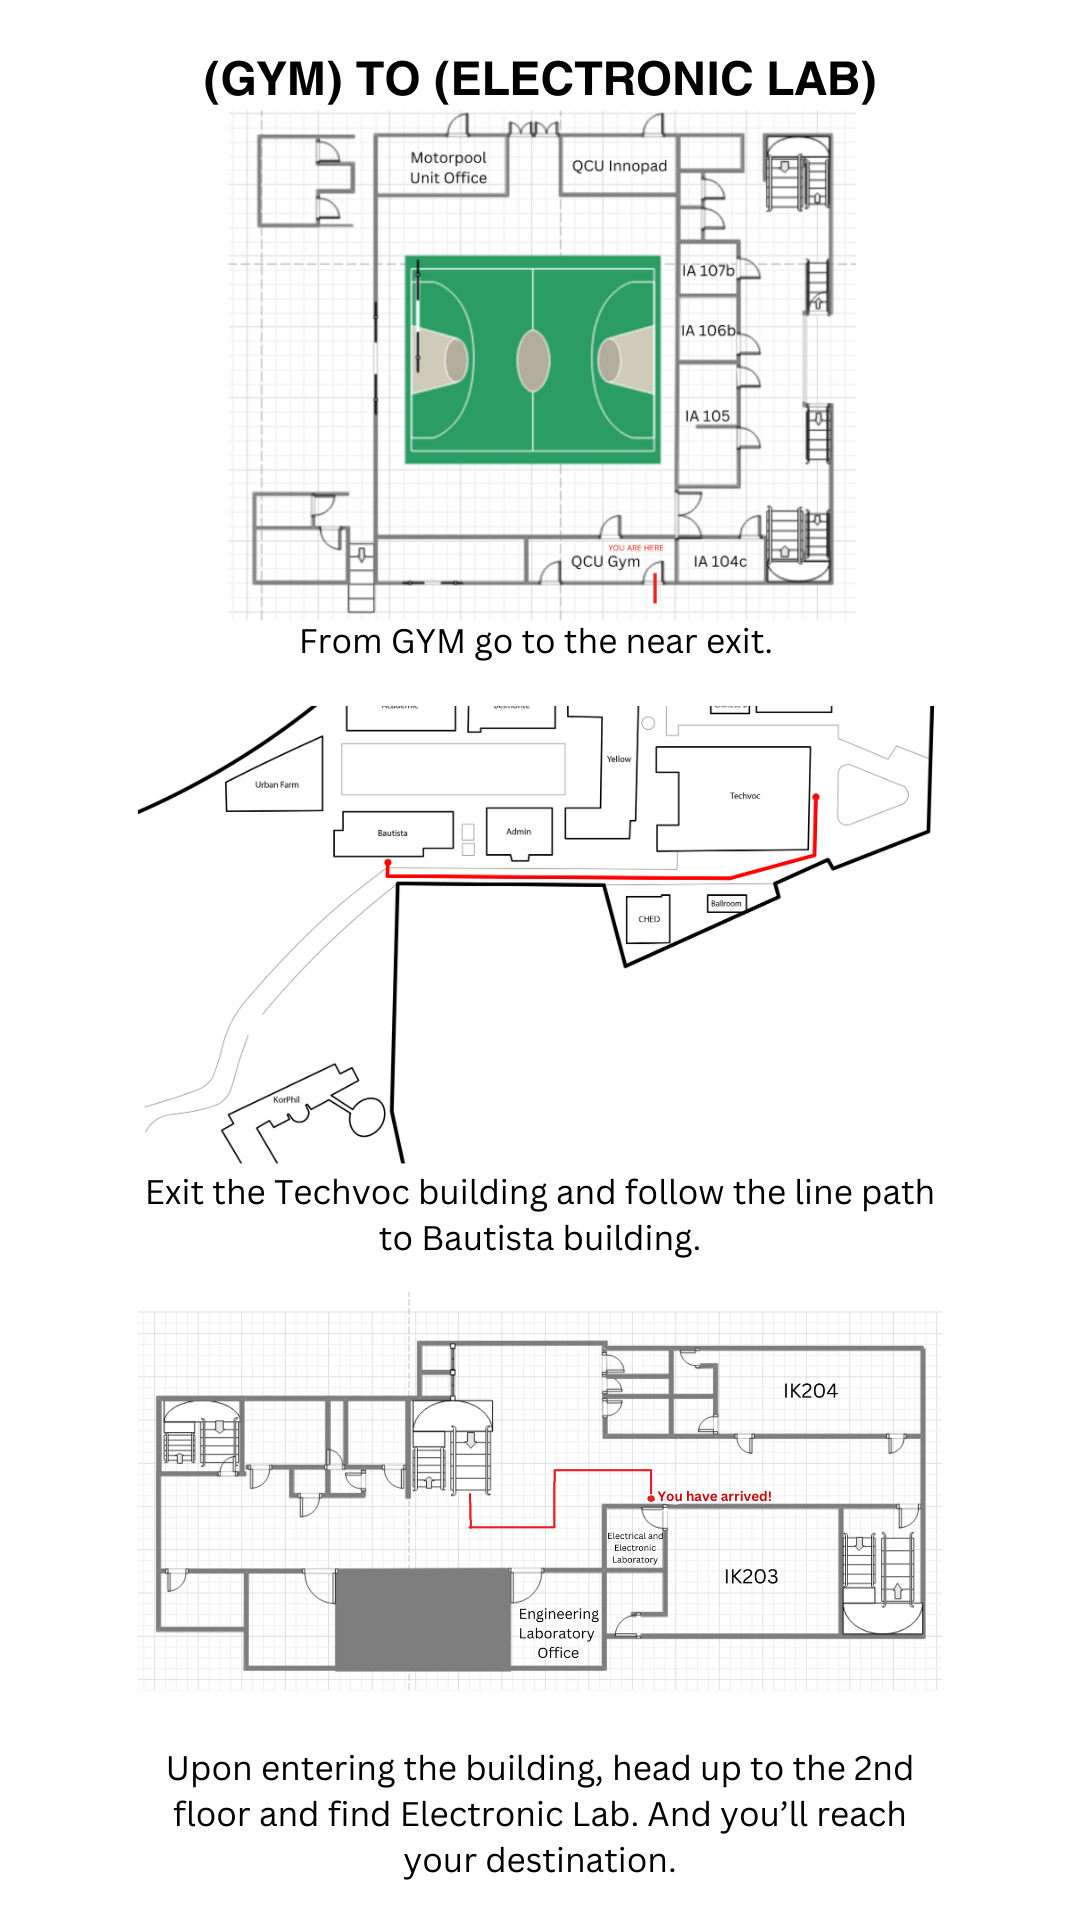 (GYM) TO (ELECTRONIC LAB)
Motorpool
Unit Office
QCU Innopad
IA 107b
IA 106b
IA 105
YOU ARE HERE
QCU Gym
IA 104c
From GYM go to the near exit.
Academic
Belmonte
Yellow
Urban Farm
Techvoc
Bautista
Admin
CHED
Ballroom
KorPhil
Exit the Techvoc building and follow the line path
to Bautista building.
IK204
You have arrived!
Electrical and
Electronic
Laboratory
IK203
Engineering
Laboratory
Office
Upon entering the building, head up to the 2nd
floor and find Electronic Lab. And you’ll reach
your destination.